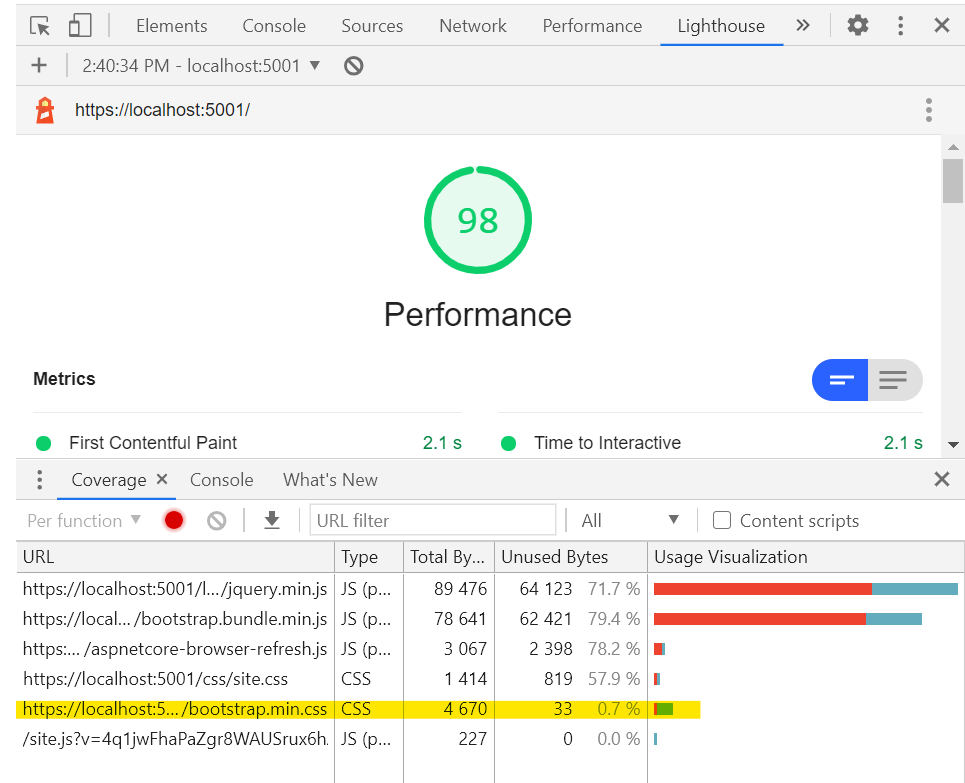 Elements Console Sources Network Performance Lighthouse
2:40:34 PM - localhost:5001
https://localhost:5001/
98
Performance
Metrics
First Contentful Paint 2.1 s Time to Interactive 2.1 s
Coverage Console What's New
Per function URL filter All Content scripts
URL Type Total By... Unused Bytes Usage Visualization
https://localhost:5001/l.../jquery.min.js JS (p... 89 476 64 123 71.7 %
https://local.../bootstrap.bundle.min.js JS (p... 78 641 62 421 79.4 %
https:... /aspnetcore-browser-refresh.js JS (p... 3 067 2 398 78.2 %
https://localhost:5001/css/site.css CSS 1 414 819 57.9 %
https://localhost:5.../bootstrap.min.css CSS 4 670 33 0.7 %
/site.js?v=4q1jwFhaPaZgr8WAUSrux6h. JS (p... 227 0 0.0 %